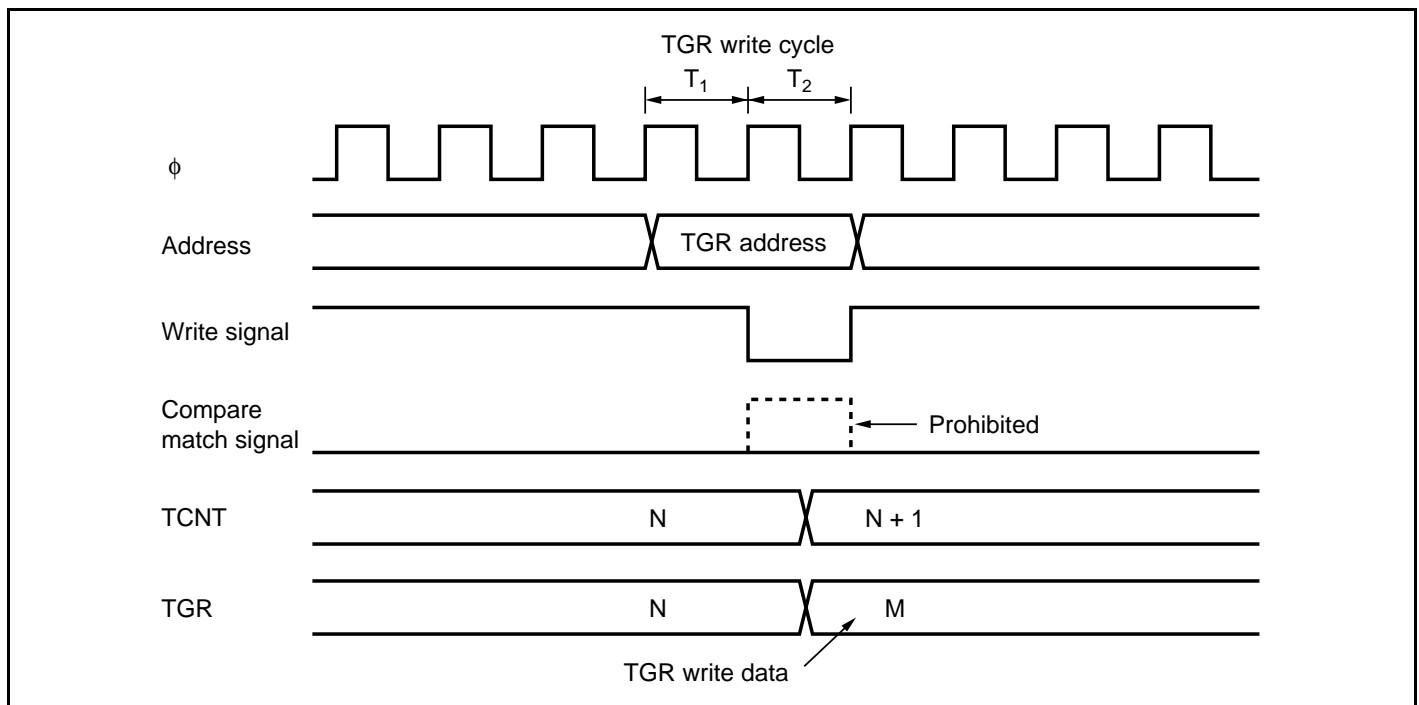 TGR write cycle
T1 T2
ϕ
Address TGR address
Write signal
Compare
match signal
Prohibited
TCNT N N + 1
TGR N M
TGR write data